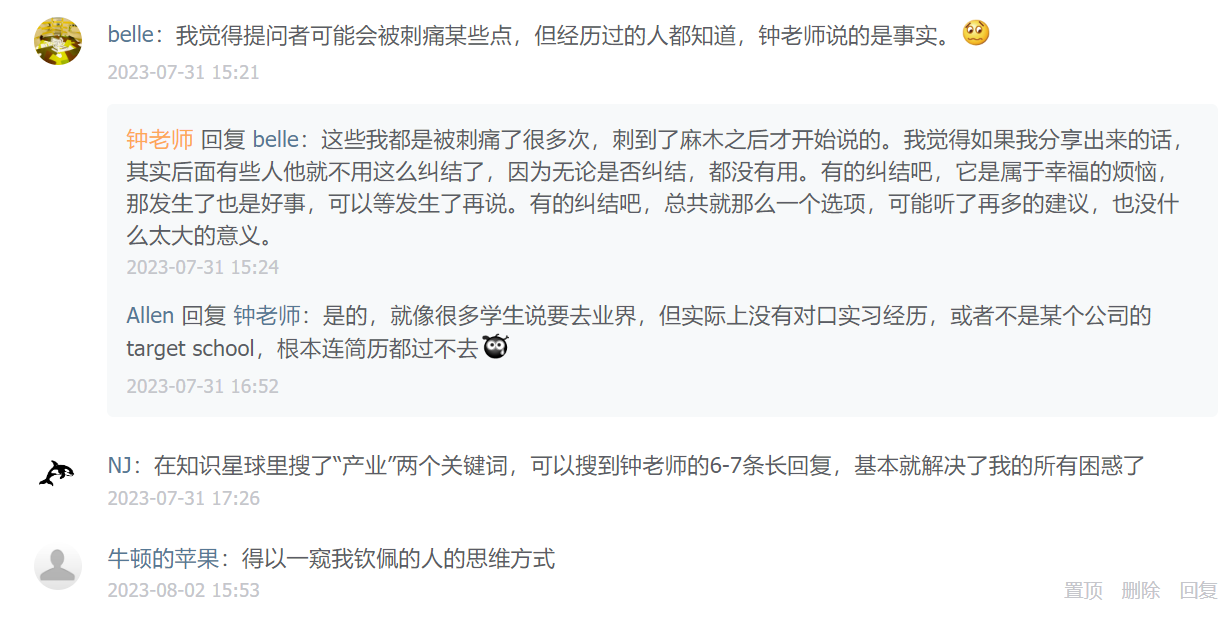 belle：我觉得提问者可能会被刺痛某些点，但经历过的人都知道，钟老师说的是事实。
2023-07-31 15:21
钟老师 回复 belle：这些我都是被刺痛了很多次，刺到了麻木之后才开始说的。我觉得如果我分享出来的话，
其实后面有些人他就不用这么纠结了，因为无论是否纠结，都没有用。有的纠结吧，它是属于幸福的烦恼，
那发生了也是好事，可以等发生了再说。有的纠结吧，总共就那么一个选项，可能听了再多的建议，也没什
么太大的意义。
2023-07-31 15:24
Allen 回复 钟老师：是的，就像很多学生说要去业界，但实际上没有对口实习经历，或者不是某个公司的
target school，根本连简历都过不去
2023-07-31 16:52
NJ：在知识星球里搜了“产业”两个关键词，可以搜到钟老师的6-7条长回复，基本就解决了我的所有困惑了
2023-07-31 17:26
牛顿的苹果：得以一窥我钦佩的人的思维方式
2023-08-02 15:53
置顶 删除 回复